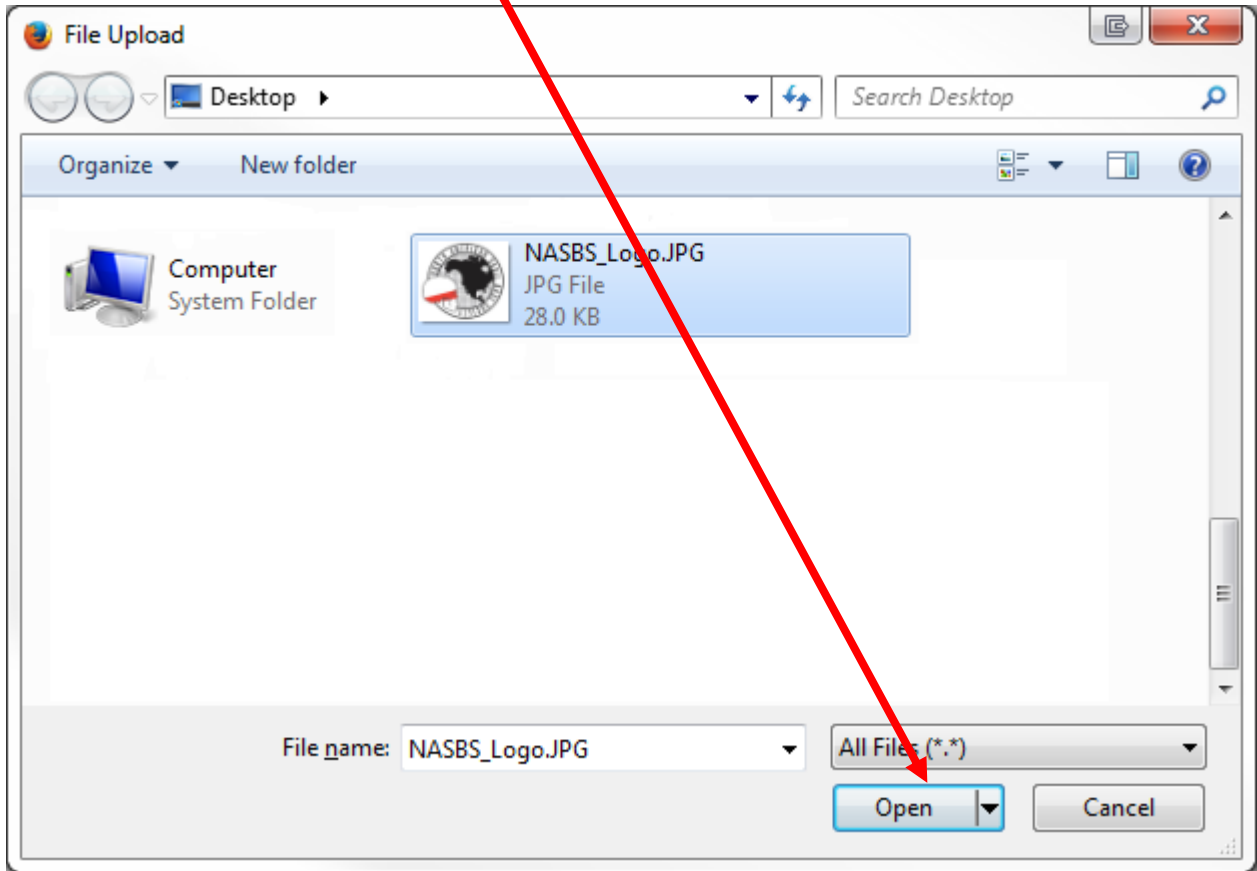 File Upload
Desktop
Search Desktop
Organize
New folder
Computer
System Folder
NASBS_Logo.JPG
JPG File
28.0 KB
File name:
NASBS_Logo.JPG
All Files (*.*)
Open
Cancel